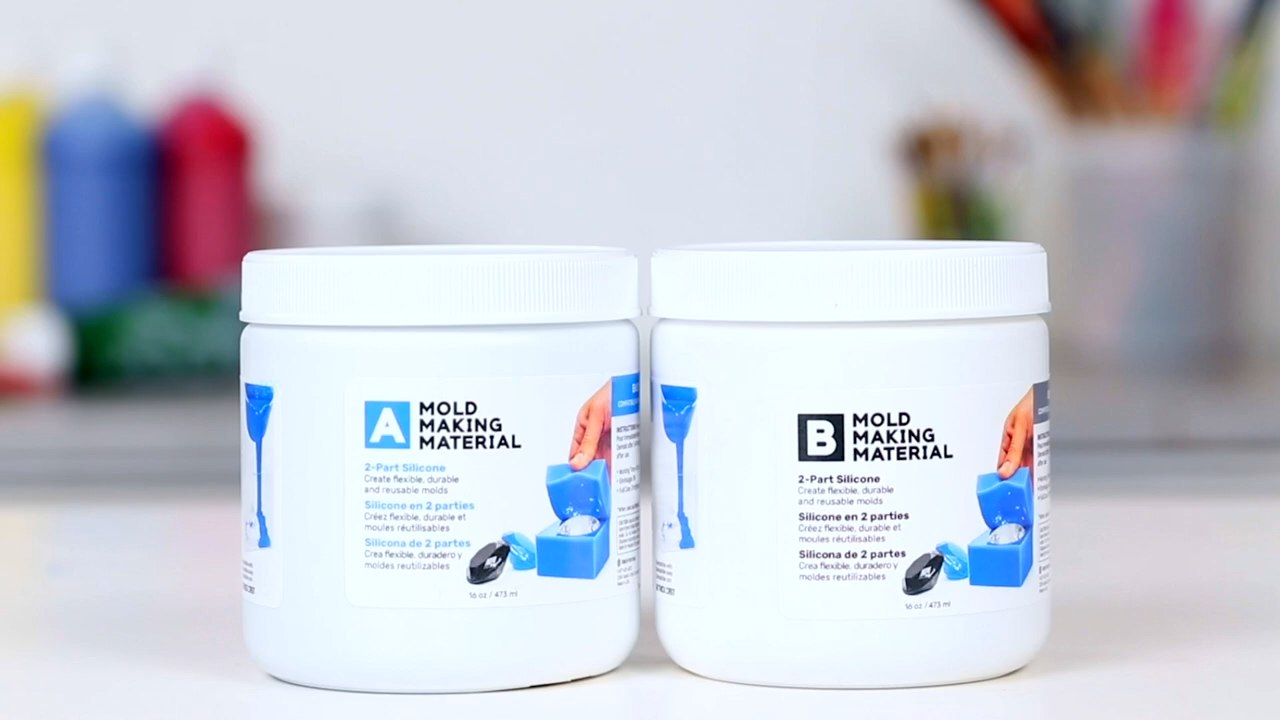 A
MOLD
MAKING
MATERIAL
2-Part Silicone
Create flexible, durable
and reusable molds
Silicone en 2 parties
Créez flexible, durable et
moules réutilisables
Silicona de 2 partes
Crea flexible, duradero y
moldes reutilizables
16 oz / 473 ml
B
MOLD
MAKING
MATERIAL
2-Part Silicone
Create flexible, durable
and reusable molds
Silicone en 2 parties
Créez flexible, durable et
moules réutilisables
Silicona de 2 partes
Crea flexible, duradero y
moldes reutilizables
16 oz / 473 ml